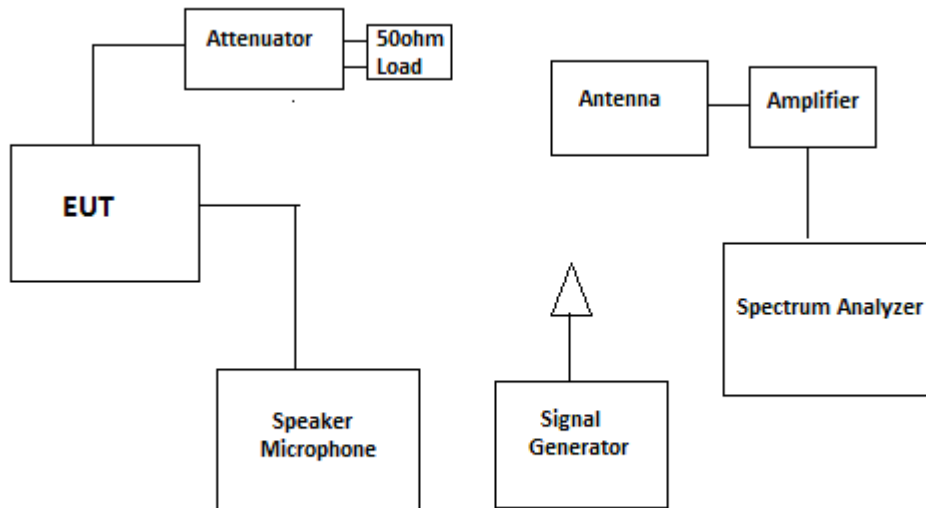 Attenuator
50ohm
Load
Antenna
Amplifier
EUT
Spectrum Analyzer
Speaker
Microphone
Signal
Generator